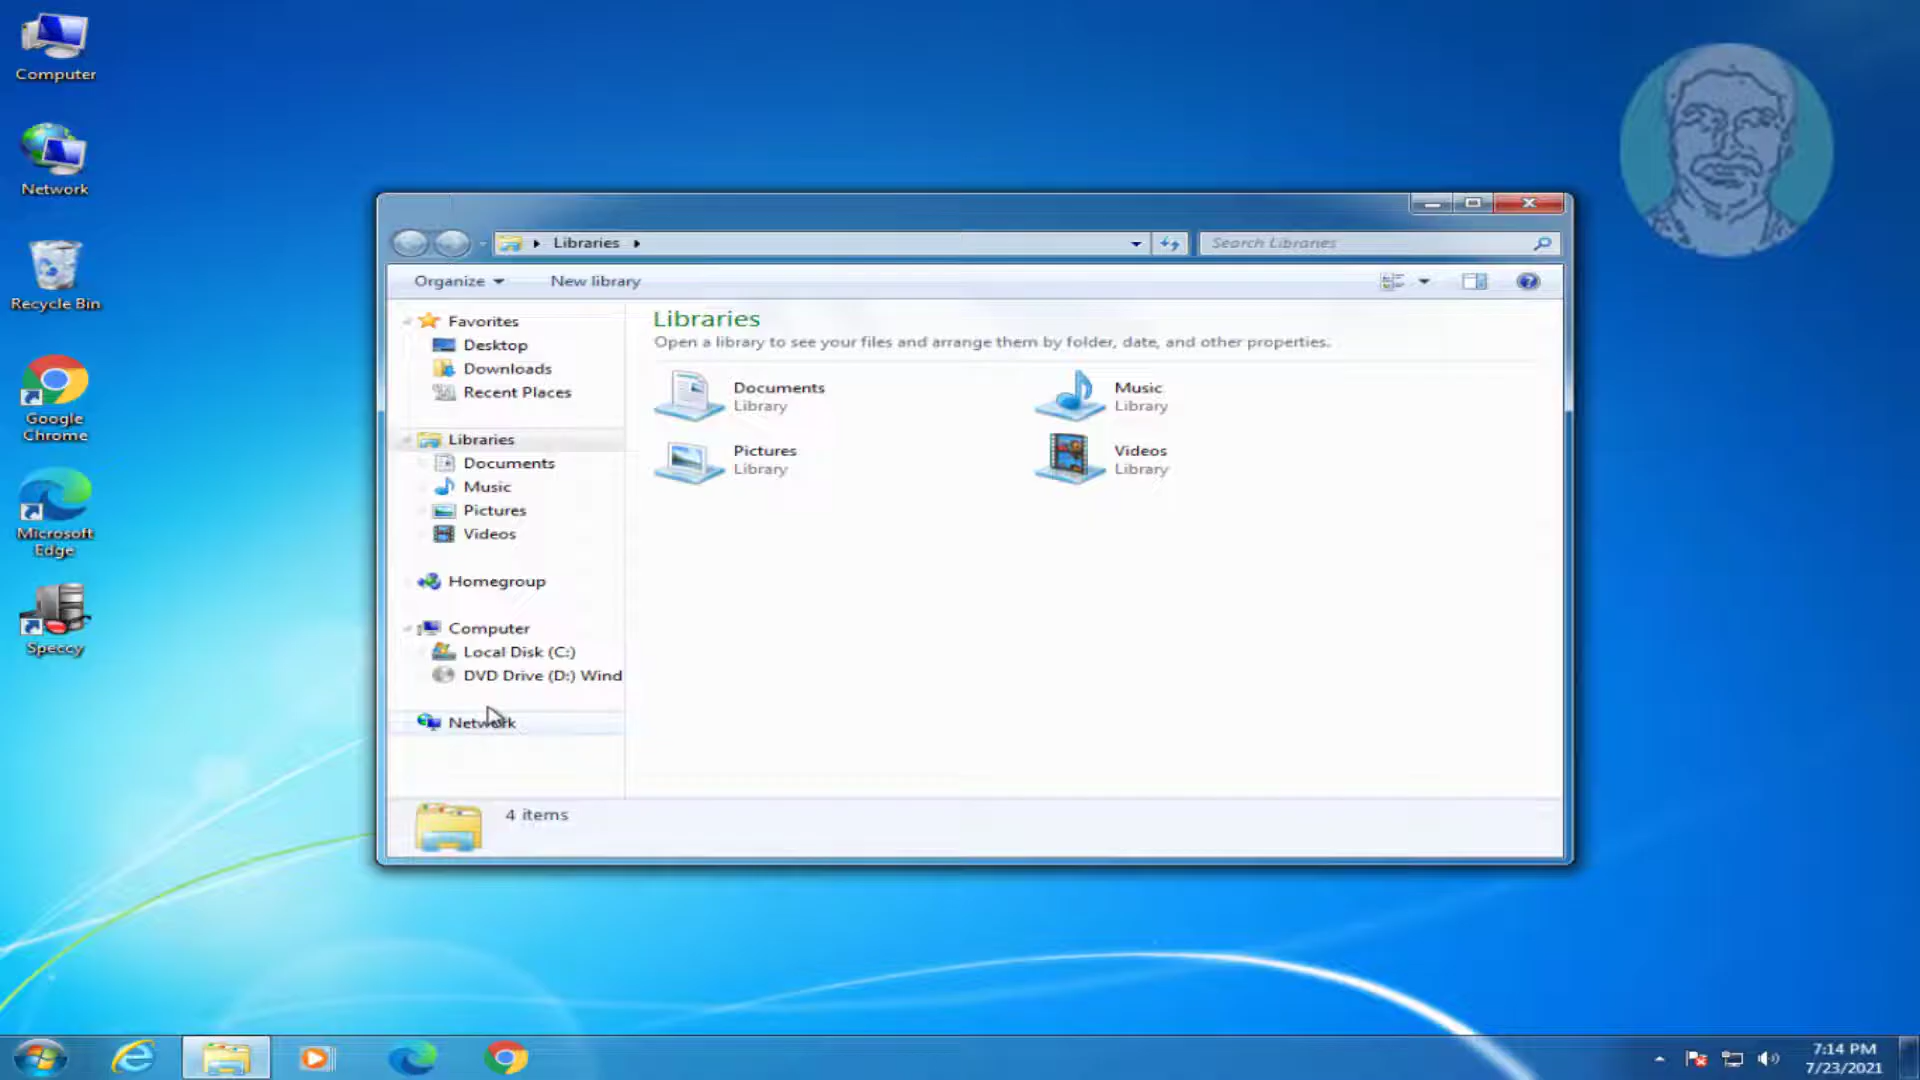 Computer
Network
Recycle Bin
Google
Chrome
Microsoft
Edge
Speccy
Libraries
Search Libraries
Organize
New library
Favorites
Desktop
Downloads
Recent Places
Libraries
Documents
Music
Pictures
Videos
Homegroup
Computer
Local Disk (C:)
DVD Drive (D:) Wind
Network
Libraries
Open a library to see your files and arrange them by folder, date, and other properties.
Documents
Library
Music
Library
Pictures
Library
Videos
Library
4 items
7:14 PM
7/23/2021